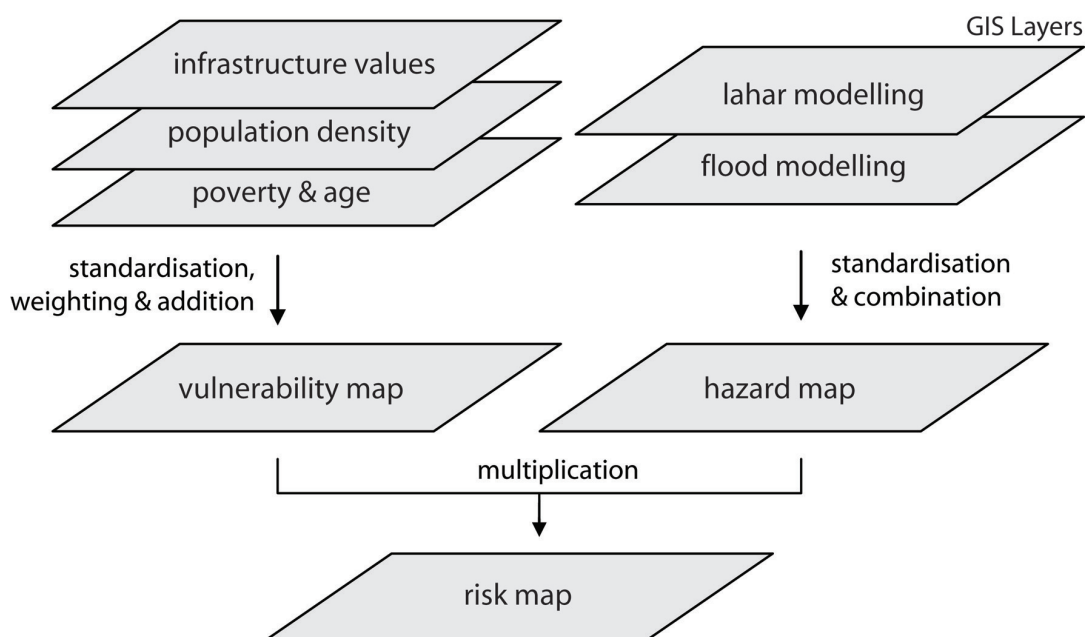 GIS Layers
infrastructure values
population density
poverty & age
lahar modelling
flood modelling
standardisation,
weighting & addition
standardisation
& combination
vulnerability map
hazard map
multiplication
risk map